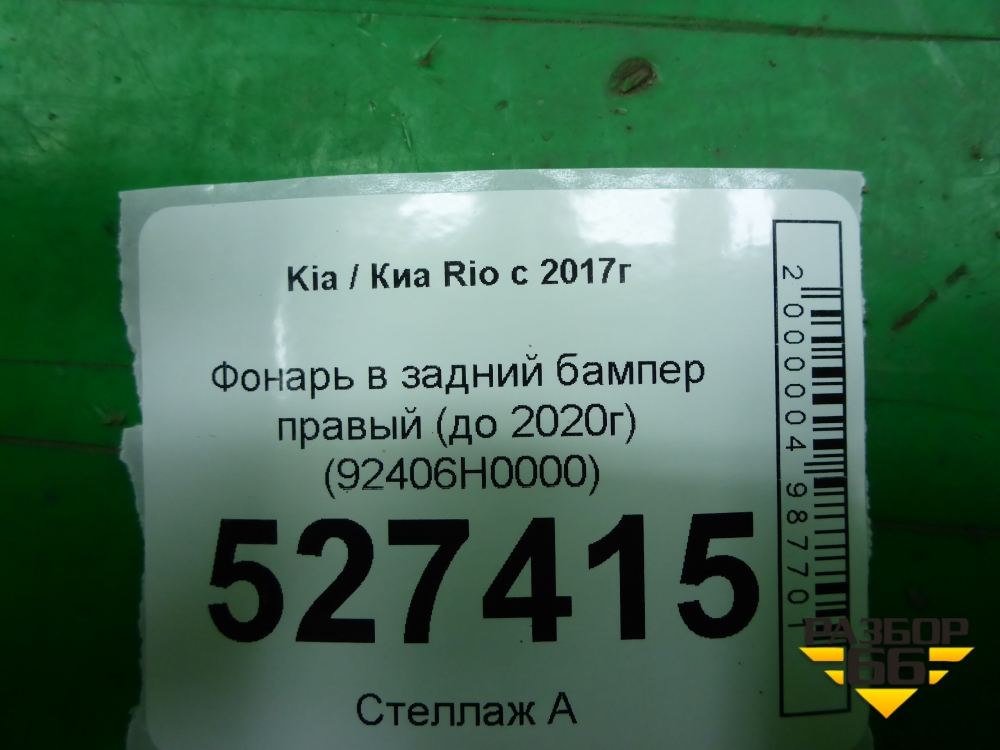 Kia / Киа Rio с 2017г
Фонарь в задний бампер
правый (до 2020г)
(92406H0000)
527415
Стеллаж А
2000004987701
РАЗБОР
66